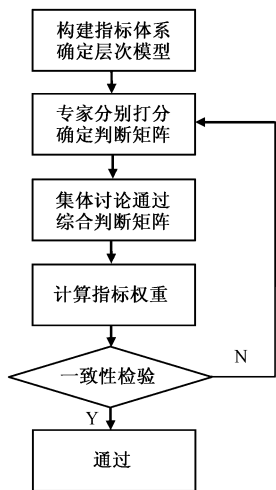 构建指标体系
确定层次模型
专家分别打分
确定判断矩阵
集体讨论通过
综合判断矩阵
计算指标权重
一致性检验
N
Y
通过